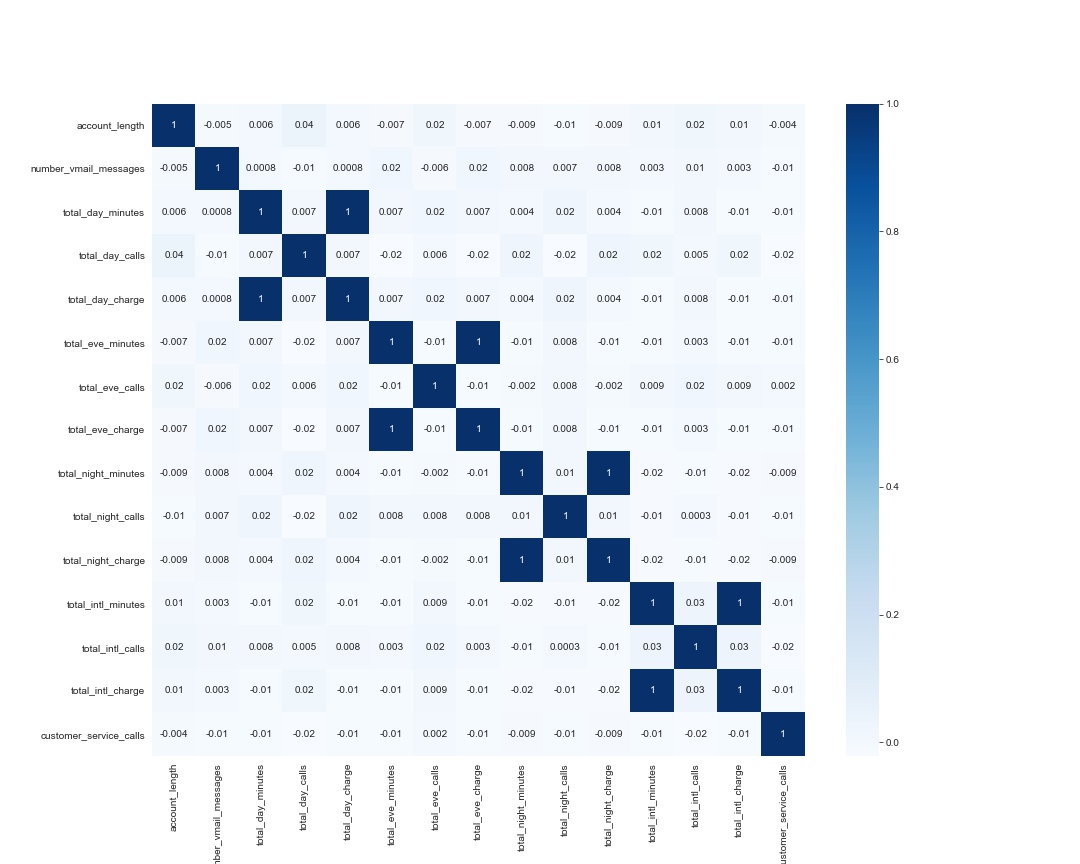 account_length 1 -0.005 0.006 0.04 0.006 -0.007 0.02 -0.007 -0.009 -0.01 -0.009 0.01 0.02 0.01 -0.004
number_vmail_messages -0.005 1 0.0008 -0.01 0.0008 0.02 -0.006 0.02 0.008 0.007 0.008 0.003 0.01 0.003 -0.01
total_day_minutes 0.006 0.0008 1 0.007 1 0.007 0.02 0.007 0.004 0.02 0.004 -0.01 0.008 -0.01 -0.01
total_day_calls 0.04 -0.01 0.007 1 0.007 -0.02 0.006 -0.02 0.02 -0.02 0.02 0.02 0.005 0.02 -0.02
total_day_charge 0.006 0.0008 1 0.007 1 0.007 0.02 0.007 0.004 0.02 0.004 -0.01 0.008 -0.01 -0.01
total_eve_minutes -0.007 0.02 0.007 -0.02 0.007 1 -0.01 1 -0.01 0.008 -0.01 -0.01 0.003 -0.01 -0.01
total_eve_calls 0.02 -0.006 0.02 0.006 0.02 -0.01 1 -0.01 -0.002 0.008 -0.002 0.009 0.02 0.009 0.002
total_eve_charge -0.007 0.02 0.007 -0.02 0.007 1 -0.01 1 -0.01 0.008 -0.01 -0.01 0.003 -0.01 -0.01
total_night_minutes -0.009 0.008 0.004 0.02 0.004 -0.01 -0.002 -0.01 1 0.01 1 -0.02 -0.01 -0.02 -0.009
total_night_calls -0.01 0.007 0.02 -0.02 0.02 0.008 0.008 0.008 0.01 1 0.01 -0.01 0.0003 -0.01 -0.01
total_night_charge -0.009 0.008 0.004 0.02 0.004 -0.01 -0.002 -0.01 1 0.01 1 -0.02 -0.01 -0.02 -0.009
total_intl_minutes 0.01 0.003 -0.01 0.02 -0.01 -0.01 0.009 -0.01 -0.02 -0.01 -0.02 1 0.03 1 -0.01
total_intl_calls 0.02 0.01 0.008 0.005 0.008 0.003 0.02 0.003 -0.01 0.0003 -0.01 0.03 1 0.03 -0.02
total_intl_charge 0.01 0.003 -0.01 0.02 -0.01 -0.01 0.009 -0.01 -0.02 -0.01 -0.02 1 0.03 1 -0.01
customer_service_calls -0.004 -0.01 -0.01 -0.02 -0.01 -0.01 0.002 -0.01 -0.009 -0.01 -0.009 -0.01 -0.02 -0.01 1
account_length
ber_vmail_messages
total_day_minutes
total_day_calls
total_day_charge
total_eve_minutes
total_eve_calls
total_eve_charge
total_night_minutes
total_night_calls
total_night_charge
total_intl_minutes
total_intl_calls
total_intl_charge
ustomer_service_calls
1.0
0.8
0.6
0.4
0.2
0.0